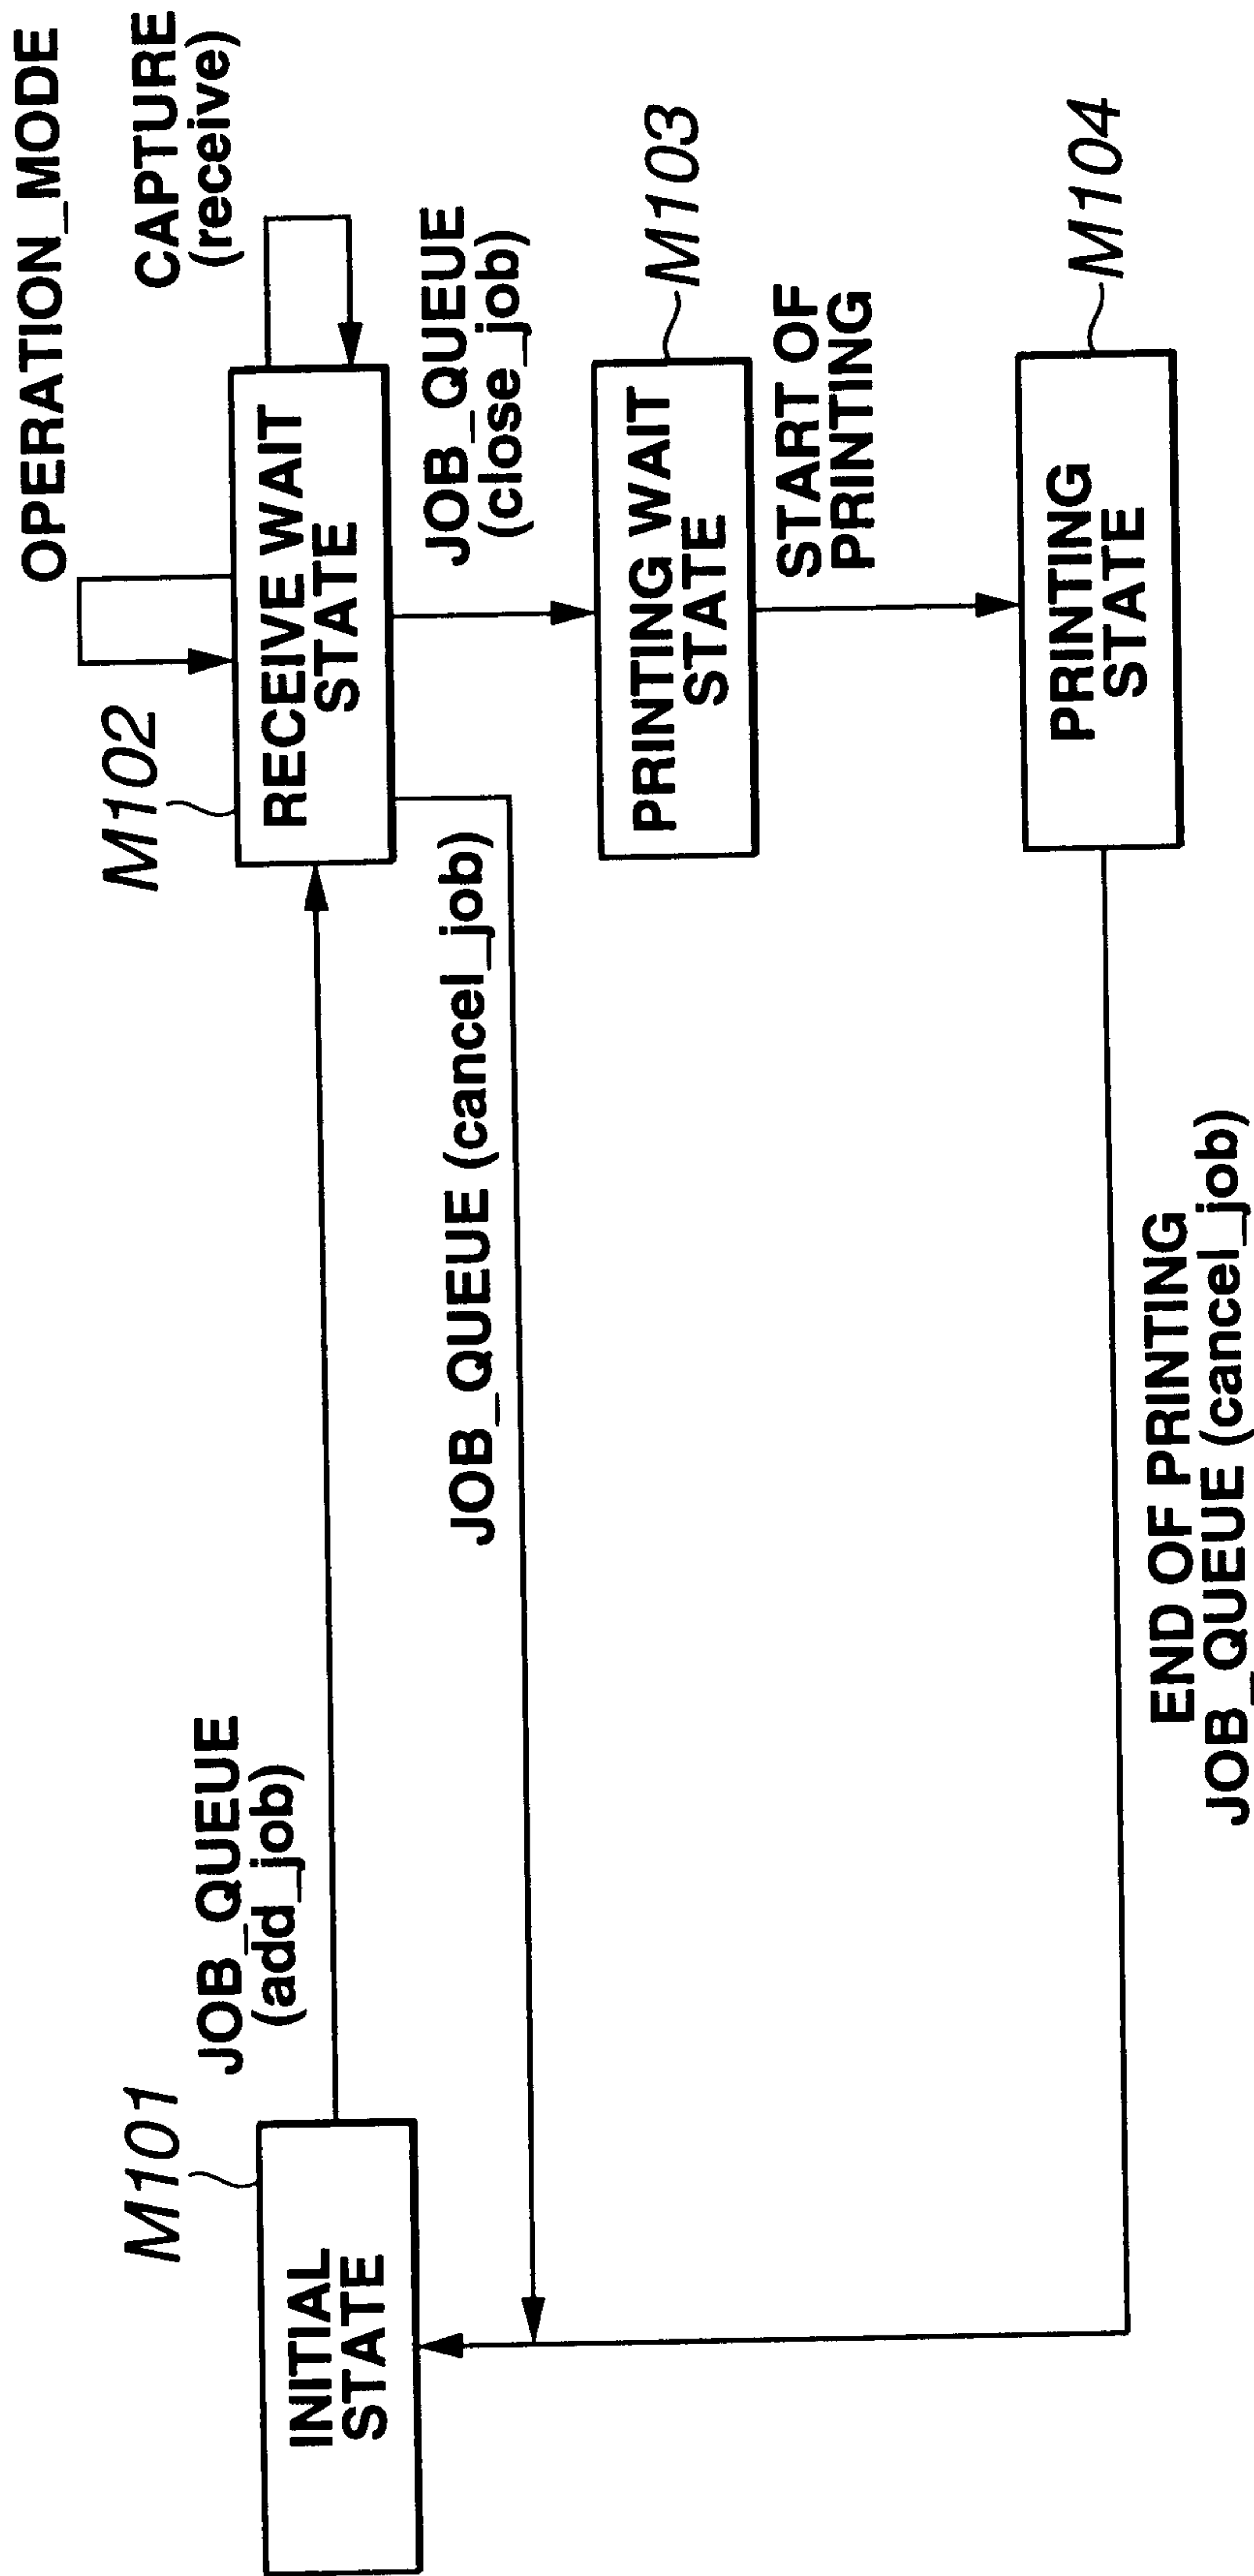 OPERATION_MODE
CAPTURE
(receive)
M102
RECEIVE WAIT
STATE
M101
INITIAL
STATE
JOB_QUEUE
(add_job)
JOB_QUEUE (cancel_job)
JOB_QUEUE
(close_job)
PRINTING WAIT
STATE
M103
START OF
PRINTING
PRINTING
STATE
M104
END OF PRINTING
JOB_QUEUE (cancel_job)